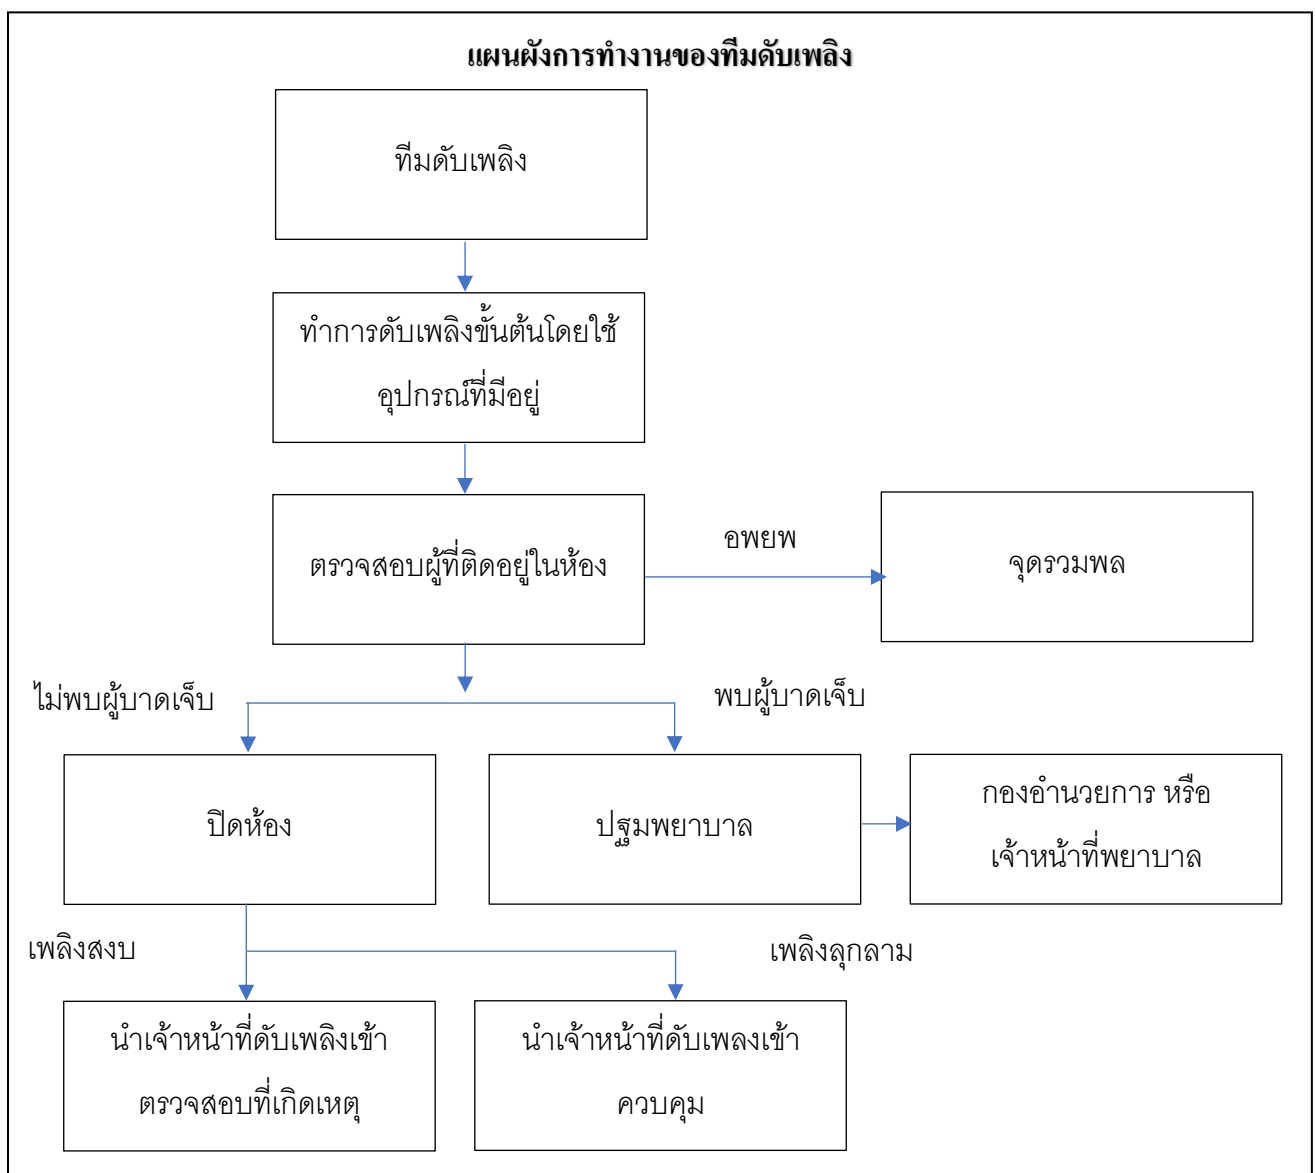 แผนผังการทำงานของทีมดับเพลิง
ทีมดับเพลิง
ทำการดับเพลิงขั้นต้นโดยใช้
อุปกรณ์ที่มีอยู่
ตรวจสอบผู้ที่ติดอยู่ในห้อง
อพยพ
จุดรวมพล
ไม่พบผู้บาดเจ็บ
พบผู้บาดเจ็บ
ปิดห้อง
ปฐมพยาบาล
กองอำนวยการ หรือ
เจ้าหน้าที่พยาบาล
เพลิงสงบ
เพลิงลุกลาม
นำเจ้าหน้าที่ดับเพลิงเข้า
ตรวจสอบที่เกิดเหตุ
นำเจ้าหน้าที่ดับเพลงเข้า
ควบคุม